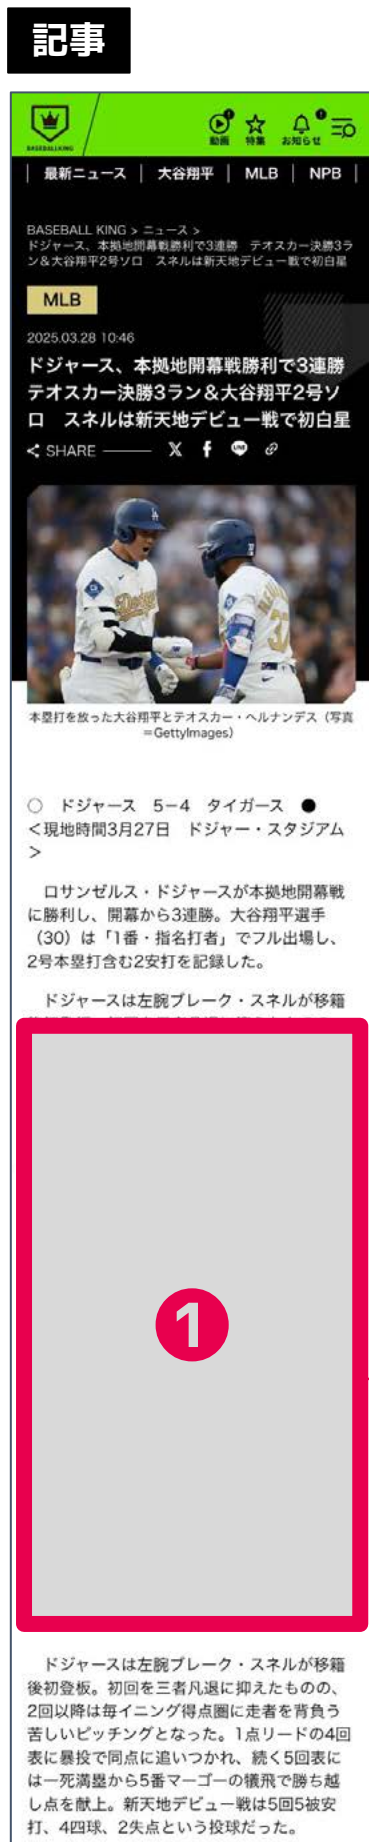 記事
BASEBALLKING
動画 特集 お知らせ
最新ニュース | 大谷翔平 | MLB | NPB
BASEBALL KING > ニュース >
ドジャース、本拠地開幕戦勝利で3連勝　テオスカー決勝3ラ
ン&大谷翔平2号ソロ　スネルは新天地デビュー戦で初白星
MLB
2025.03.28 10:46
ドジャース、本拠地開幕戦勝利で3連勝
テオスカー決勝3ラン&大谷翔平2号ソ
ロ　スネルは新天地デビュー戦で初白星
SHARE
LINE
Dodgers
37
本塁打を放った大谷翔平とテオスカー・ヘルナンデス（写真
＝GettyImages）
○　ドジャース　5−4　タイガース　●
＜現地時間3月27日　ドジャー・スタジアム
＞
ロサンゼルス・ドジャースが本拠地開幕戦
に勝利し、開幕から3連勝。大谷翔平選手
（30）は「1番・指名打者」でフル出場し、
2号本塁打含む2安打を記録した。
ドジャースは左腕ブレーク・スネルが移籍
1
ドジャースは左腕ブレーク・スネルが移籍
後初登板。初回を三者凡退に抑えたものの、
2回以降は毎イニング得点圏に走者を背負う
苦しいピッチングとなった。1点リードの4回
表に暴投で同点に追いつかれ、続く5回表に
は一死満塁から5番マーゴーの犠飛で勝ち越
し点を献上。新天地デビュー戦は5回5被安
打、4四球、2失点という投球だった。